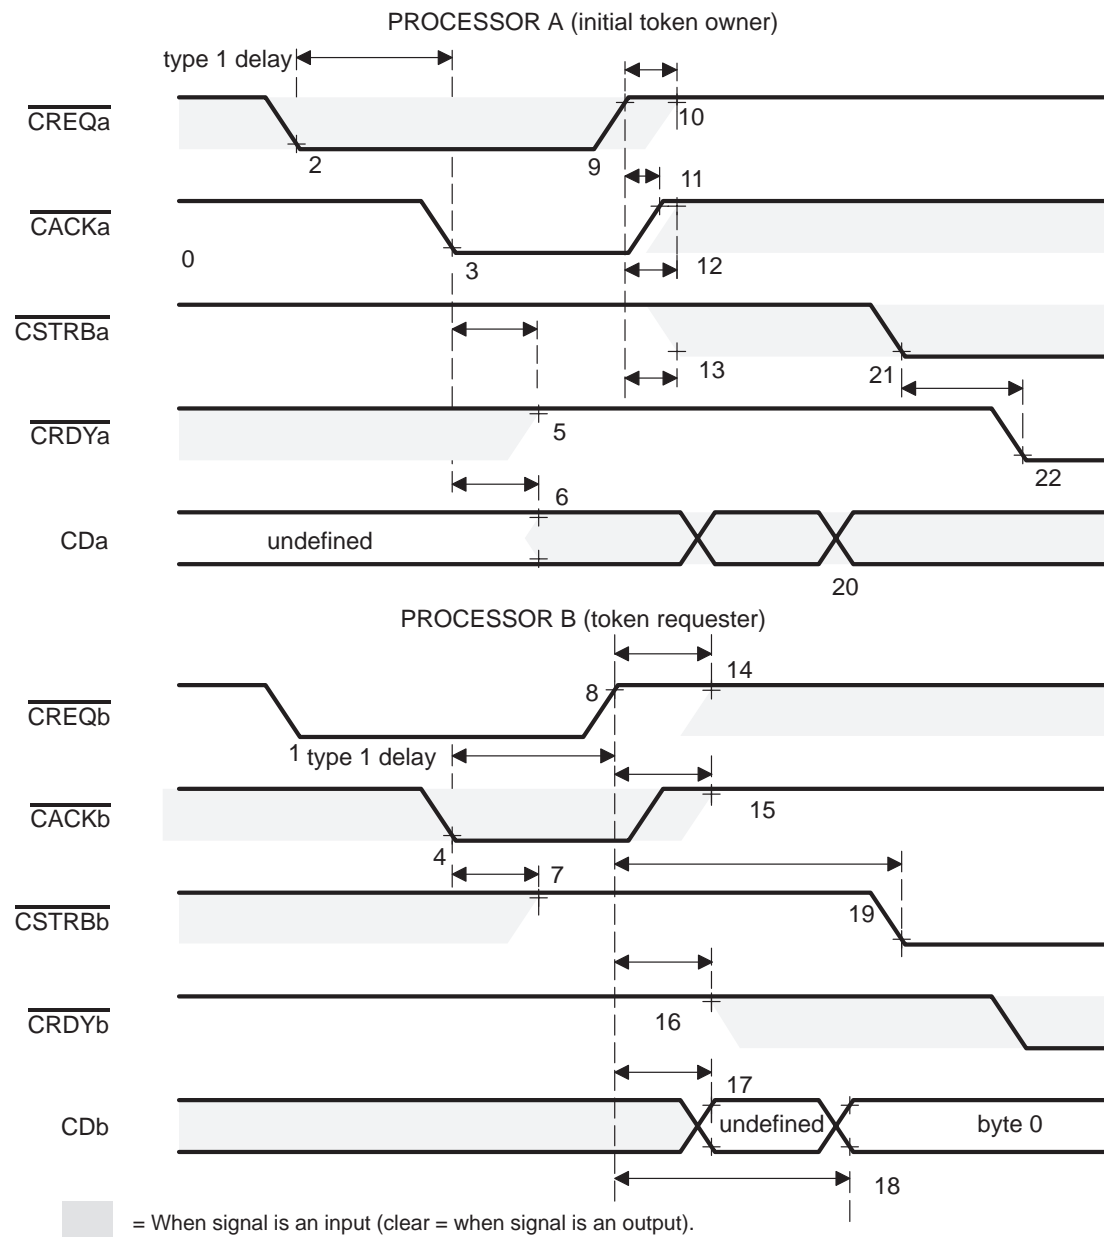 PROCESSOR A (initial token owner)
type 1 delay
CREQa
10
2
9
11
CACKa
0
3
12
CSTRBa
13
21
CRDYa
5
22
6
CDa
undefined
20
PROCESSOR B (token requester)
14
8
CREQb
1
type 1 delay
CACKb
15
4
7
CSTRBb
19
CRDYb
16
17
CDb
undefined
byte 0
18
= When signal is an input (clear = when signal is an output).